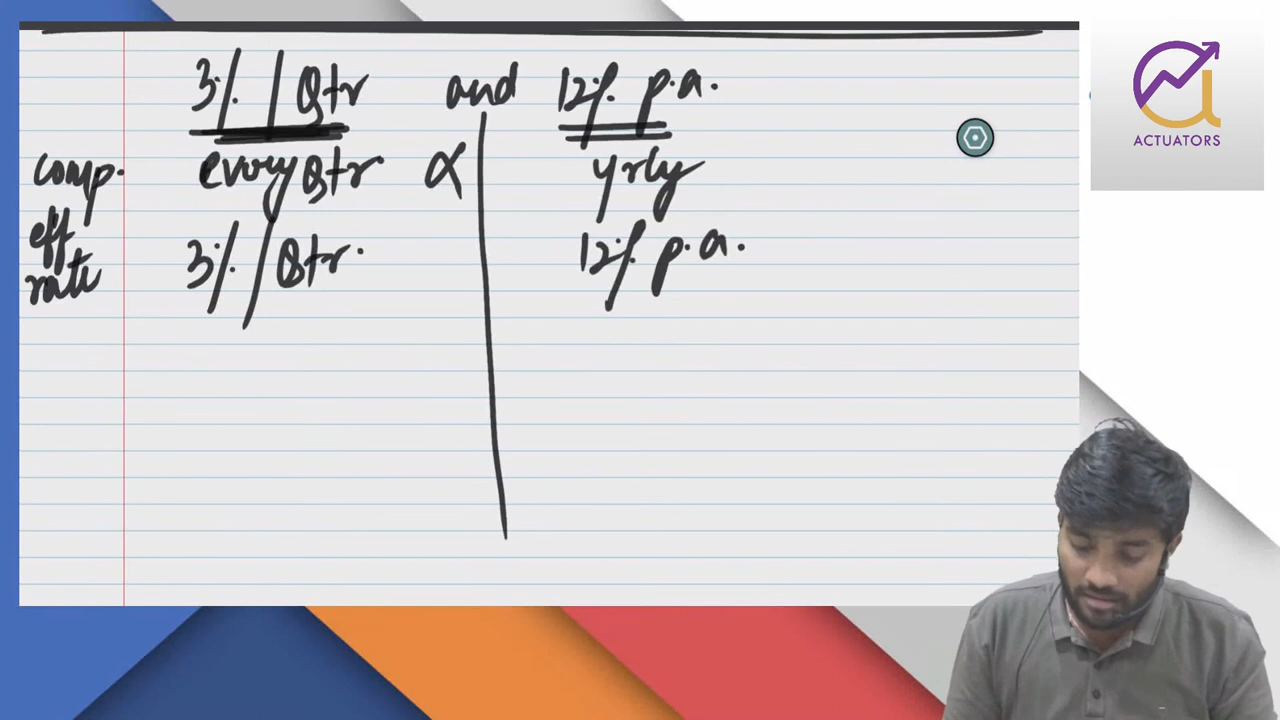 3% / Qtr and 12% p.a.
comp. every Qtr α yrly
eff rate 3% / Qtr. 12% p.a.
ACTUATORS